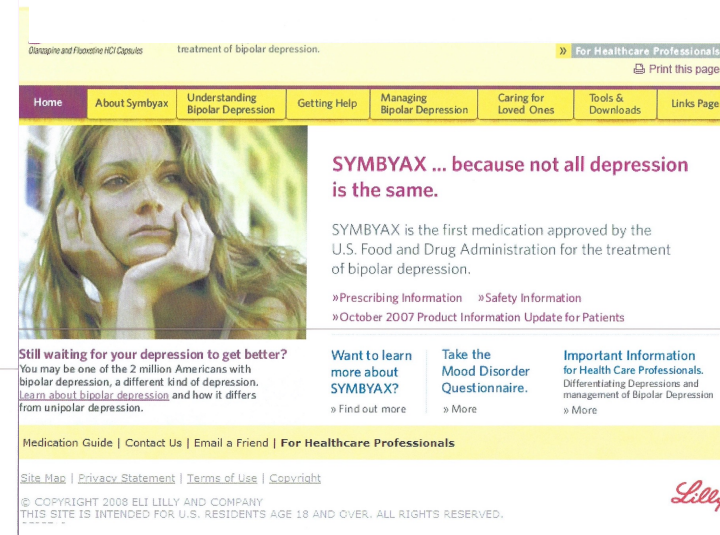 Olanzapine and Fluoxetine HCl Capsules
treatment of bipolar depression.
» For Healthcare Professionals
Print this page
Home
About Symbyax
Understanding
Bipolar Depression
Getting Help
Managing
Bipolar Depression
Caring for
Loved Ones
Tools &
Downloads
Links Page
SYMBYAX ... because not all depression
is the same.
SYMBYAX is the first medication approved by the
U.S. Food and Drug Administration for the treatment
of bipolar depression.
»Prescribing Information »Safety Information
»October 2007 Product Information Update for Patients
Still waiting for your depression to get better?
You may be one of the 2 million Americans with
bipolar depression, a different kind of depression.
Learn about bipolar depression and how it differs
from unipolar depression.
Want to learn
more about
SYMBYAX?
» Find out more
Take the
Mood Disorder
Questionnaire.
» More
Important Information
for Health Care Professionals.
Differentiating Depressions and
management of Bipolar Depression
» More
Medication Guide | Contact Us | Email a Friend | For Healthcare Professionals
Site Map | Privacy Statement | Terms of Use | Copyright
© COPYRIGHT 2008 ELI LILLY AND COMPANY
THIS SITE IS INTENDED FOR U.S. RESIDENTS AGE 18 AND OVER. ALL RIGHTS RESERVED.
Lilly